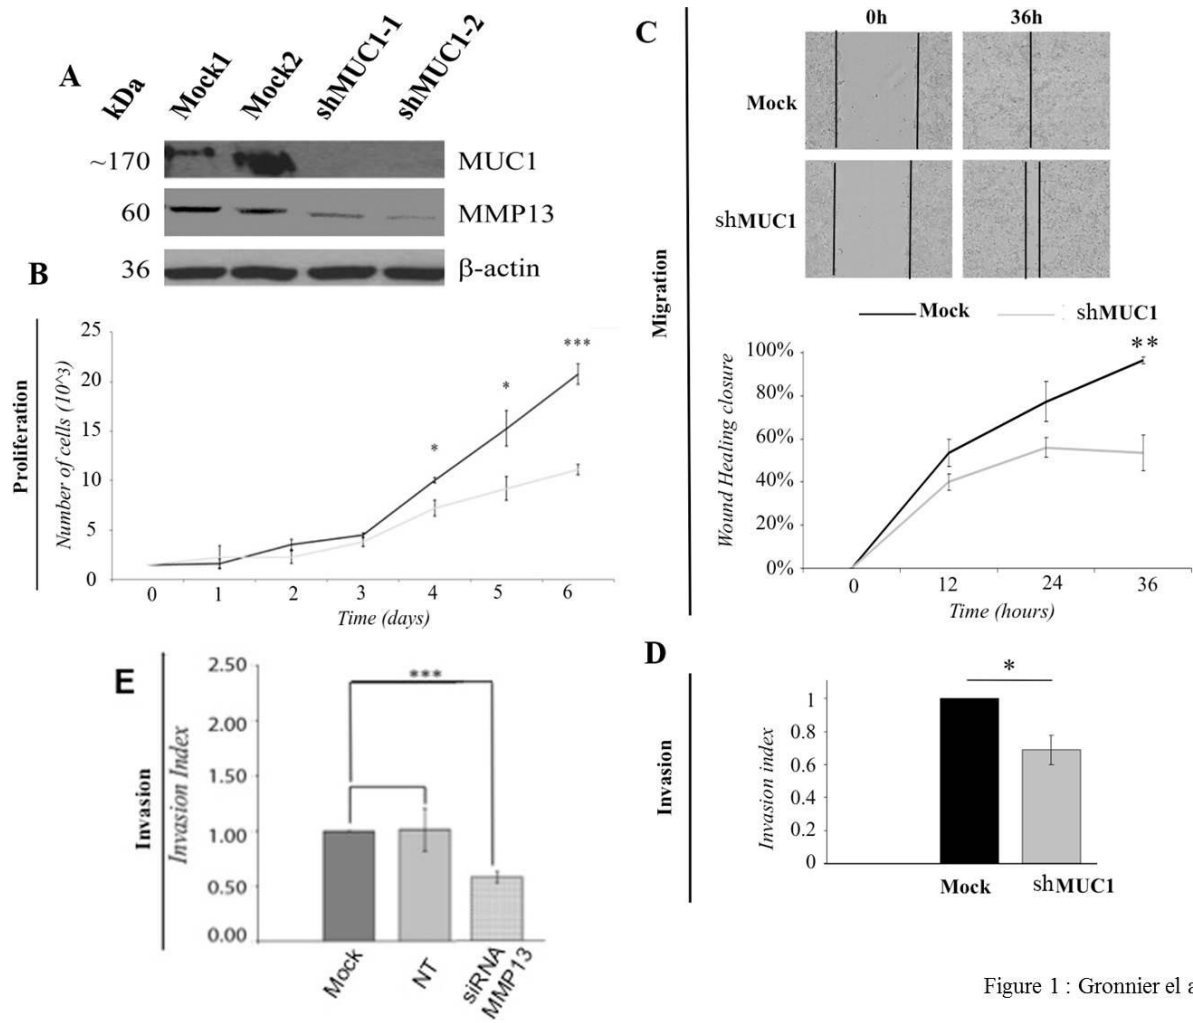 A
kDa
Mock1
Mock2
shMUC1-1
shMUC1-2
~170
MUC1
60
MMP13
36
β-actin
B
Proliferation
Number of cells (10^3)
25
20
15
10
5
0
*
*
***
0 1 2 3 4 5 6
Time (days)
C
Migration
0h 36h
Mock
shMUC1
Mock shMUC1
Wound Healing closure
100%
80%
60%
40%
20%
0%
**
0 12 24 36
Time (hours)
D
Invasion
Invasion index
1
0.8
0.6
0.4
0.2
0
*
Mock shMUC1
E
Invasion
Invasion Index
2.50
2.00
1.50
1.00
0.50
0.00
***
Mock
NT
siRNA
MMP13
Figure 1 : Gronnier el a